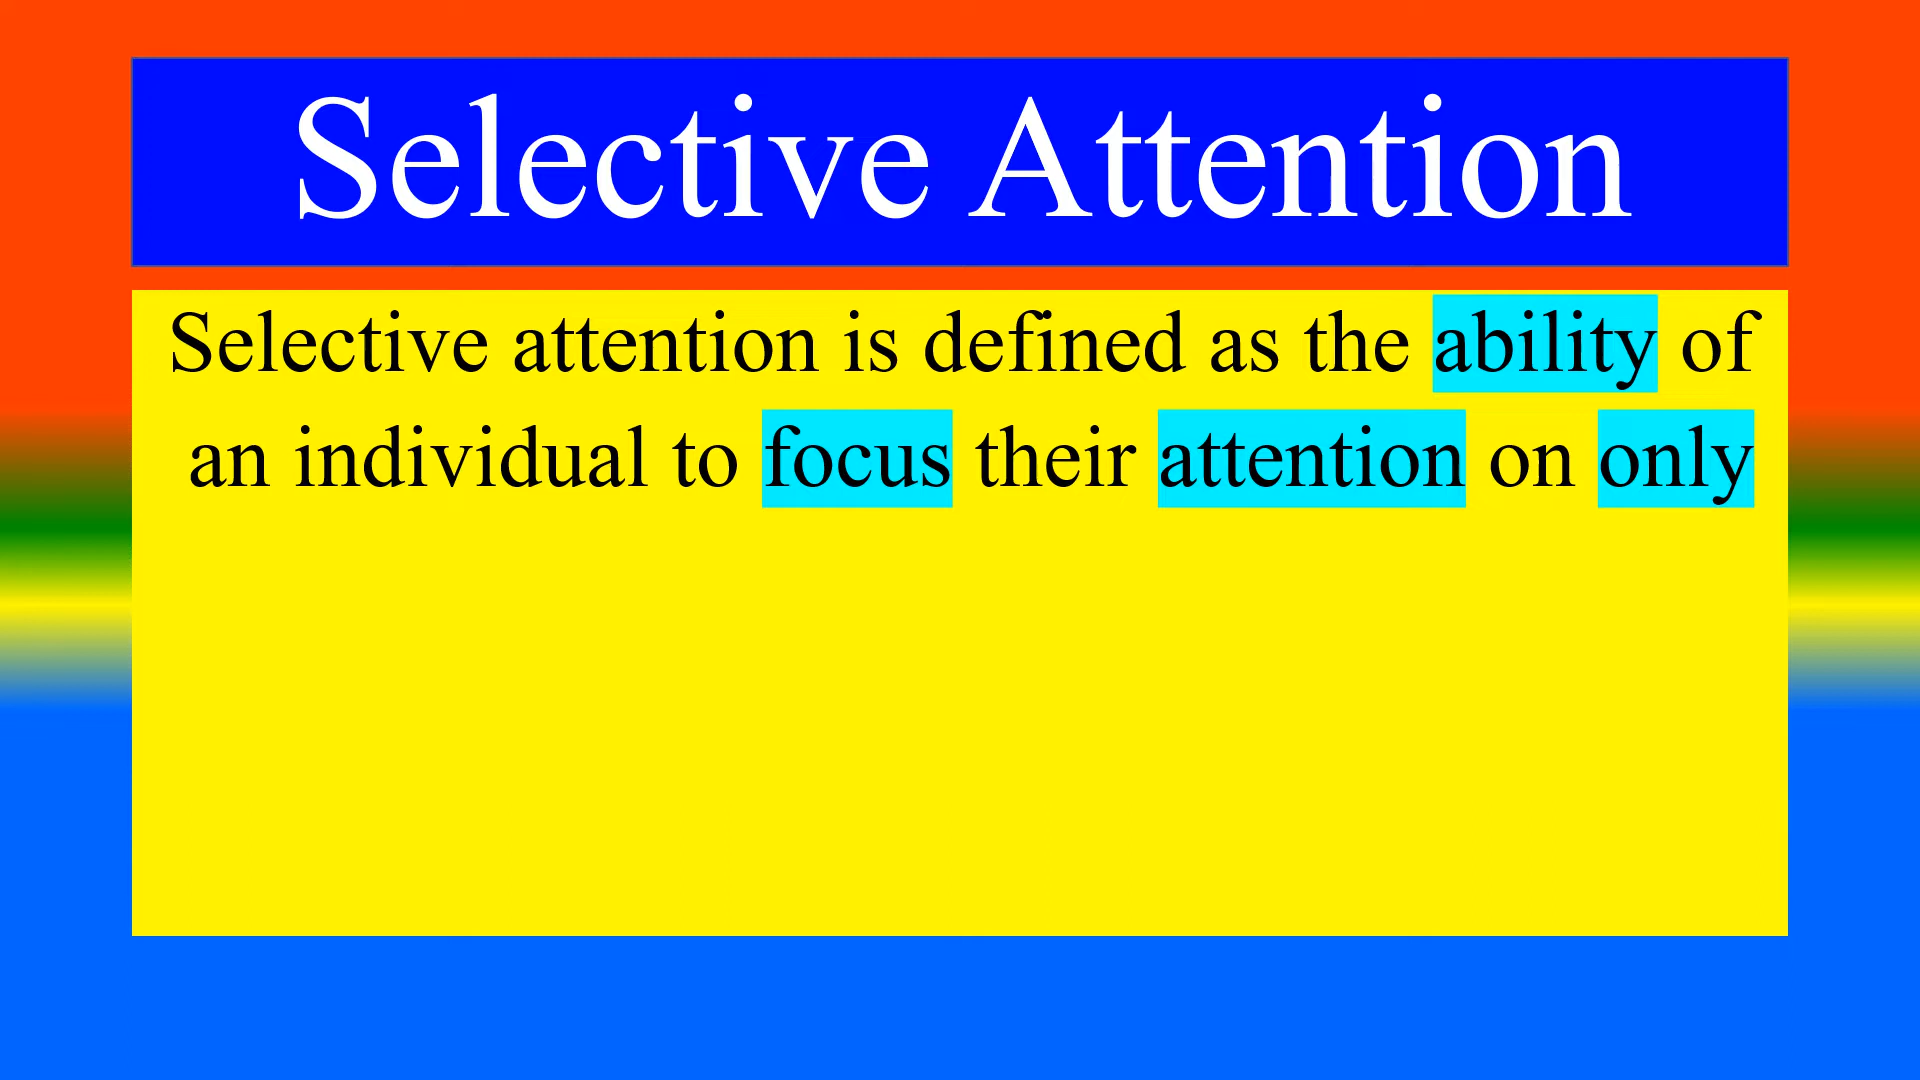 Selective Attention
Selective attention is defined as the ability of
an individual to focus their attention on only